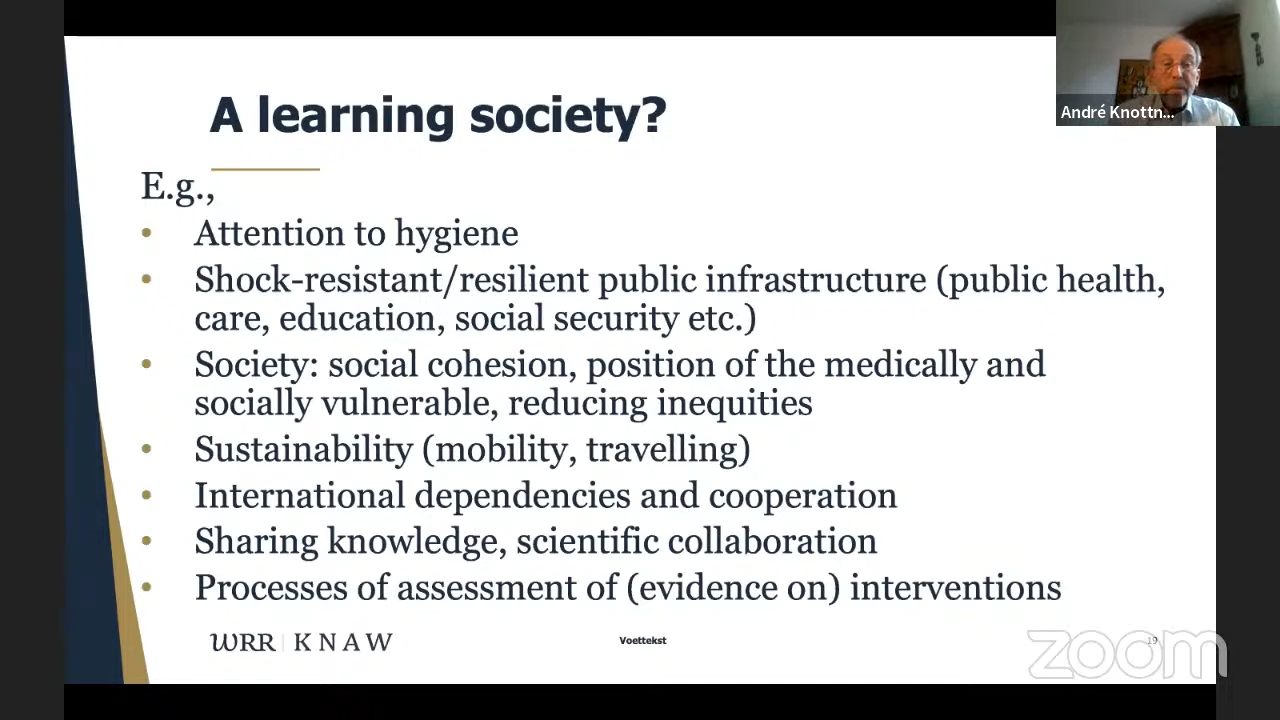 A learning society?
André Knottn...
E.g.,
• Attention to hygiene
• Shock-resistant/resilient public infrastructure (public health,
care, education, social security etc.)
• Society: social cohesion, position of the medically and
socially vulnerable, reducing inequities
• Sustainability (mobility, travelling)
• International dependencies and cooperation
• Sharing knowledge, scientific collaboration
• Processes of assessment of (evidence on) interventions
WRR | KNAW
Voettekst
19
zoom